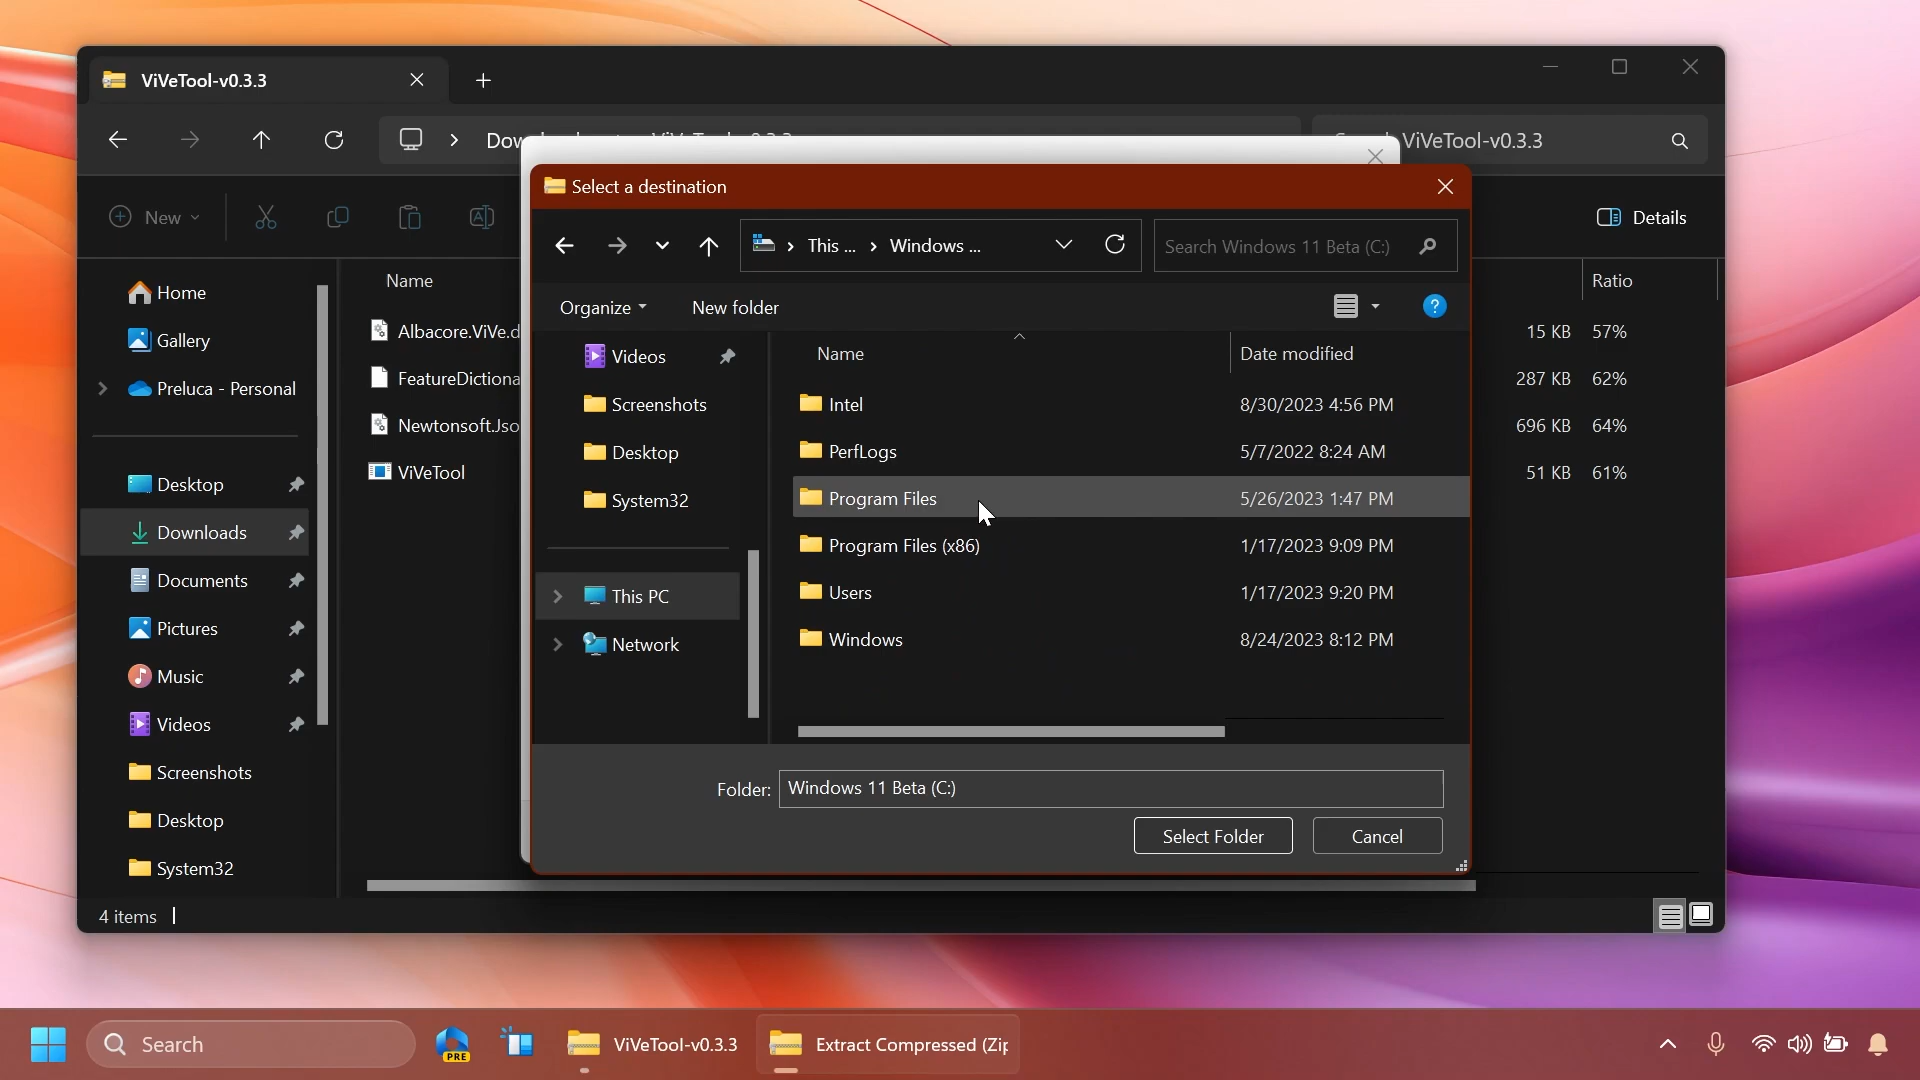 ViVeTool-v0.3.3
ViVeTool-v0.3.3
New
Details
Home
Gallery
Preluca - Personal
Desktop
Downloads
Documents
Pictures
Music
Videos
Screenshots
Desktop
System32
Name
Albacore.ViVe.d
FeatureDictiona
Newtonsoft.Jso
ViVeTool
Ratio
15 KB 57%
287 KB 62%
696 KB 64%
51 KB 61%
4 items
Select a destination
This ... Windows ...
Search Windows 11 Beta (C:)
Organize New folder
Videos
Screenshots
Desktop
System32
This PC
Network
Name Date modified
Intel 8/30/2023 4:56 PM
PerfLogs 5/7/2022 8:24 AM
Program Files 5/26/2023 1:47 PM
Program Files (x86) 1/17/2023 9:09 PM
Users 1/17/2023 9:20 PM
Windows 8/24/2023 8:12 PM
Folder: Windows 11 Beta (C:)
Select Folder Cancel
Search
PRE
ViVeTool-v0.3.3
Extract Compressed (Zip